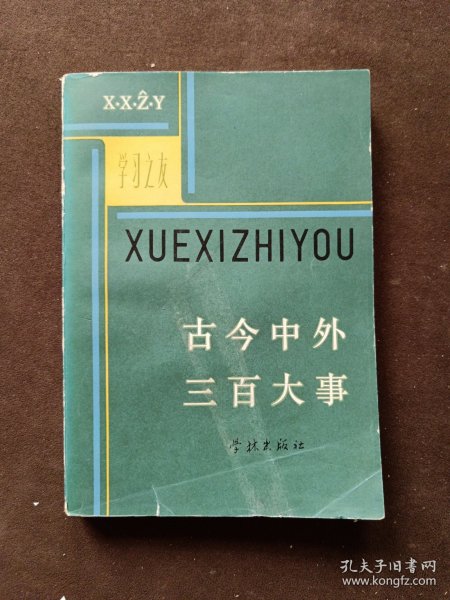 X·X·Ẑ·Y
学习之友
XUEXIZHIYOU
古今中外
三百大事
学林出版社
孔夫子旧书网
www.kongfz.com